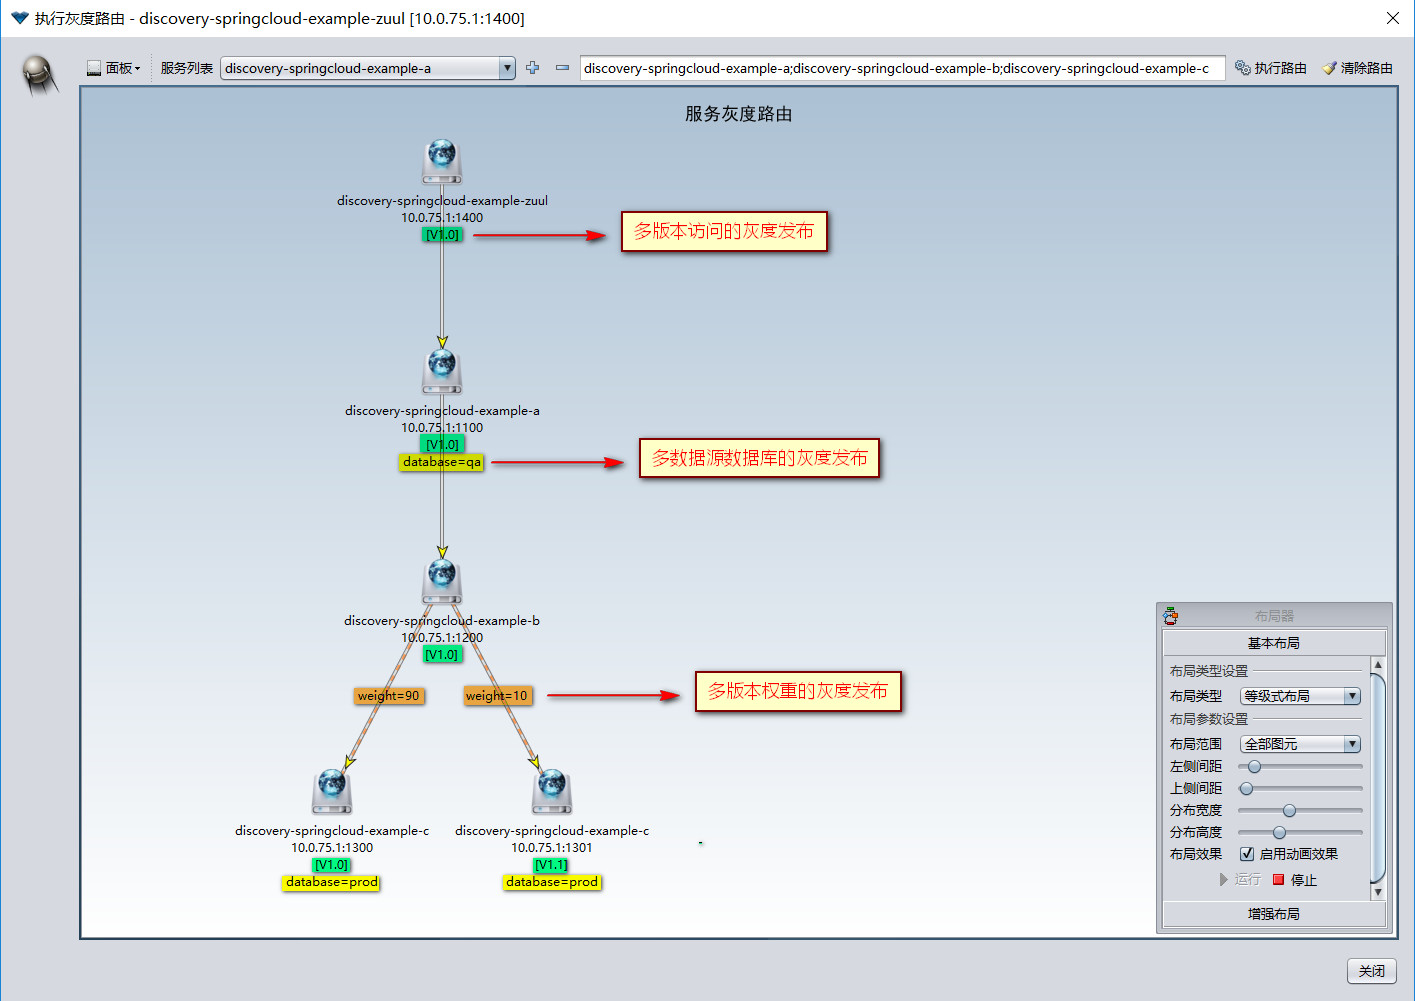 执行灰度路由 - discovery-springcloud-example-zuul [10.0.75.1:1400]
面板 服务列表 discovery-springcloud-example-a discovery-springcloud-example-a;discovery-springcloud-example-b;discovery-springcloud-example-c 执行路由 清除路由
服务灰度路由
discovery-springcloud-example-zuul
10.0.75.1:1400
[V1.0]
多版本访问的灰度发布
discovery-springcloud-example-a
10.0.75.1:1100
[V1.0]
database=qa
多数据源数据库的灰度发布
discovery-springcloud-example-b
10.0.75.1:1200
[V1.0]
weight=90 weight=10
多版本权重的灰度发布
discovery-springcloud-example-c
10.0.75.1:1300
[V1.0]
database=prod
discovery-springcloud-example-c
10.0.75.1:1301
[V1.1]
database=prod
布局器
基本布局
布局类型设置
布局类型 等级式布局
布局参数设置
布局范围 全部图元
左侧间距
上侧间距
分布宽度
分布高度
布局效果 启用动画效果
运行 停止
增强布局
关闭